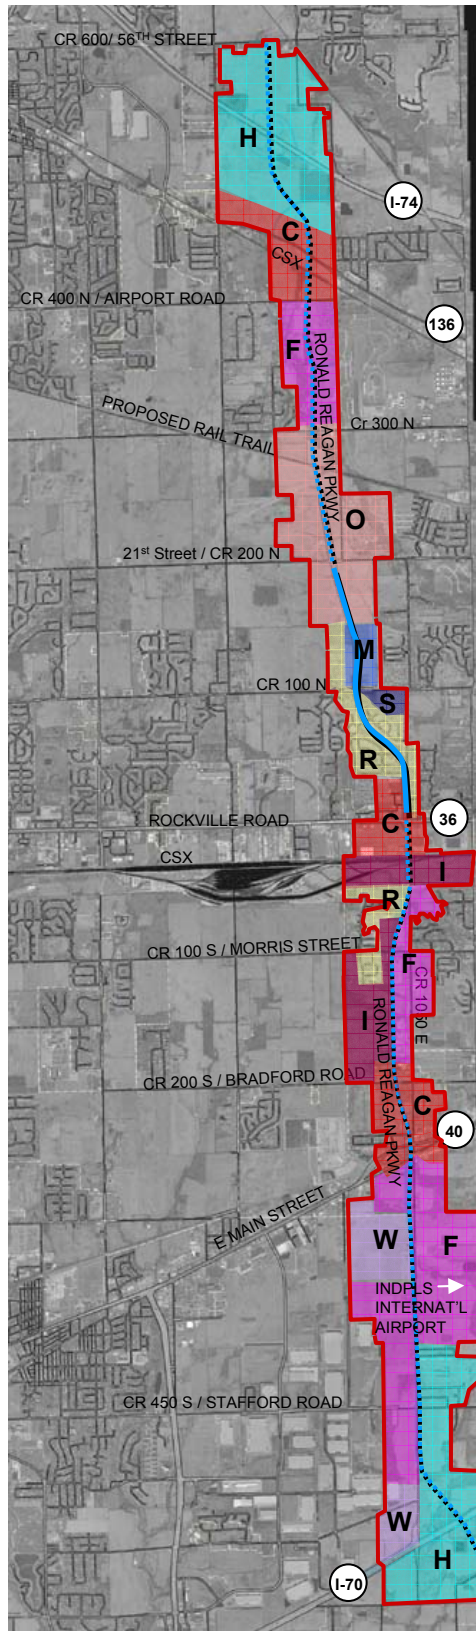 CR 600/ 56TH STREET
H
I-74
C
CSX
CR 400 N / AIRPORT ROAD
136
F
RONALD REAGAN PKWY
PROPOSED RAIL TRAIL
Cr 300 N
O
21st Street / CR 200 N
M
CR 100 N
S
R
ROCKVILLE ROAD
C
36
CSX
I
R
CR 100 S / MORRIS STREET
F
CR 1050 E
I
RONALD REAGAN PKWY
CR 200 S / BRADFORD ROAD
C
40
E MAIN STREET
W
F
INDPLS
INTERNAT'L
AIRPORT
CR 450 S / STAFFORD ROAD
W
H
I-70